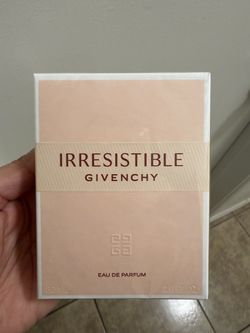 IRRESISTIBLE
GIVENCHY
EAU DE PARFUM